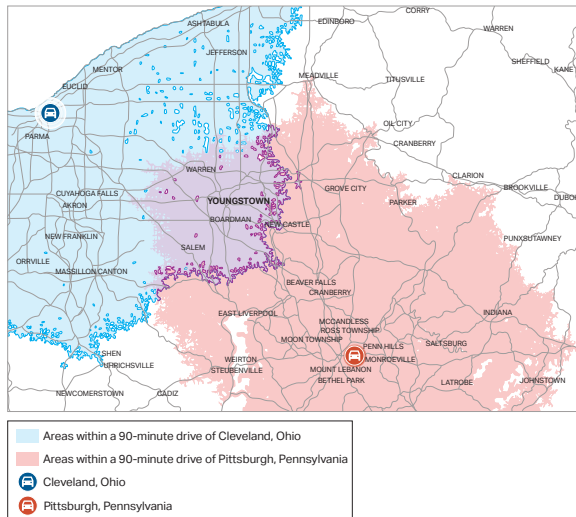 CORRY
ASHTABULA
EDINBORO
WARREN
JEFFERSON
SHEFFIELD
MENTOR
KANE
MEADVILLE
TITUSVILLE
EUCLID
OIL CITY
PARMA
CRANBERRY
WARREN
CLARION
GROVE CITY
BROOKVILLE
CUYAHOGA FALLS
DUBOI
AKRON
YOUNGSTOWN
PARKER
BOARDMAN
NEW CASTLE
NEW FRANKLIN
PUNXSUTAWNEY
SALEM
ORRVILLE
MASSILLON CANTON
BEAVER FALLS
CRANBERRY
EAST LIVERPOOL
INDIANA
MCCANDLESS
ROSS TOWNSHIP
MOON TOWNSHIP
PENN HILLS
SALTSBURG
SHEN
WEIRTON
MONROEVILLE
URRICHSVILLE
STEUBENVILLE
MOUNT LEBANON
BETHEL PARK
LATROBE
JOHNSTOWN
NEWCOMERSTOWN
CADIZ
Areas within a 90-minute drive of Cleveland, Ohio
Areas within a 90-minute drive of Pittsburgh, Pennsylvania
Cleveland, Ohio
Pittsburgh, Pennsylvania